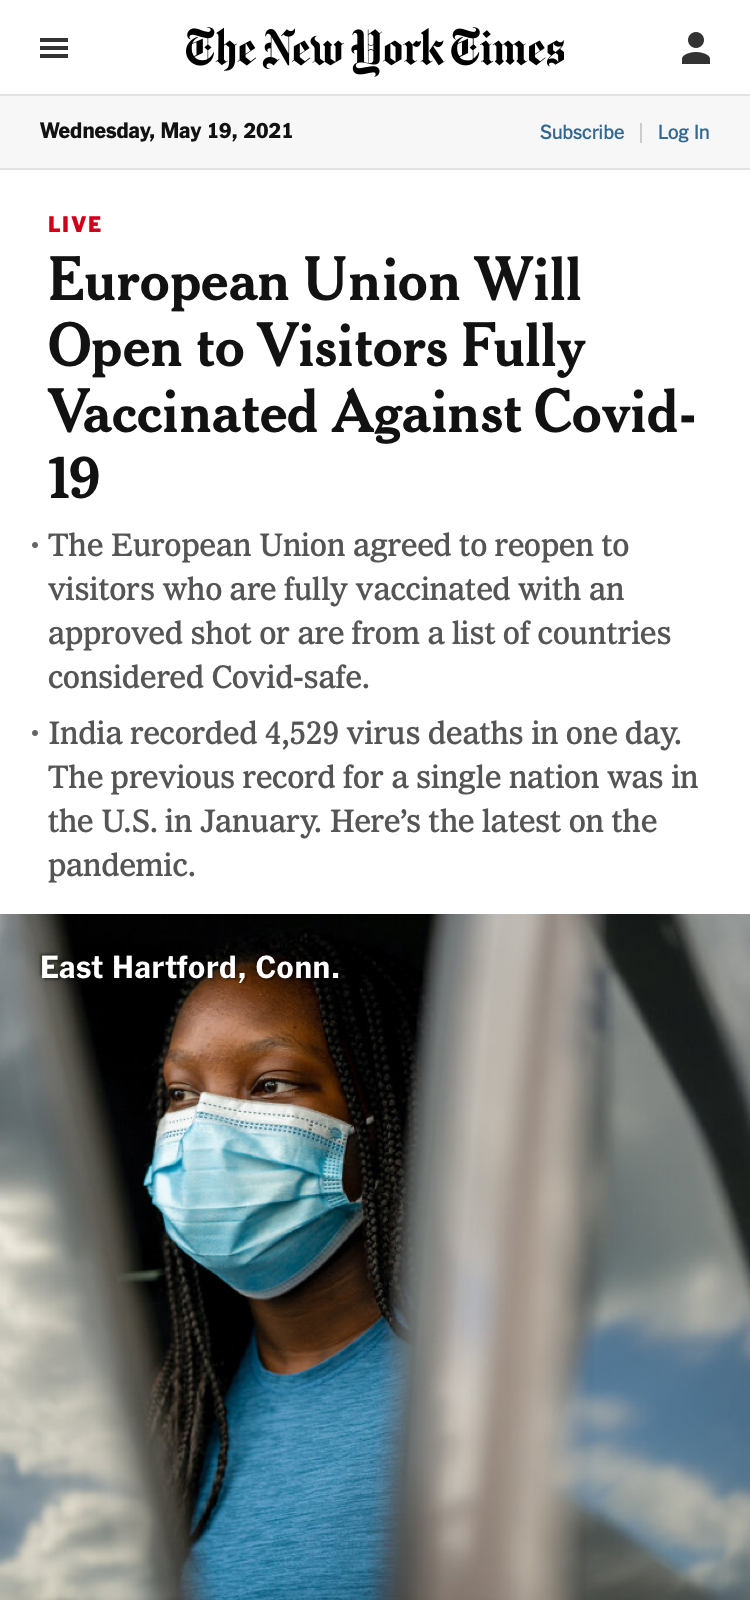 The New York Times
Wednesday, May 19, 2021
Subscribe | Log In
LIVE
European Union Will
Open to Visitors Fully
Vaccinated Against Covid-
19
• The European Union agreed to reopen to
visitors who are fully vaccinated with an
approved shot or are from a list of countries
considered Covid-safe.
• India recorded 4,529 virus deaths in one day.
The previous record for a single nation was in
the U.S. in January. Here’s the latest on the
pandemic.
East Hartford, Conn.